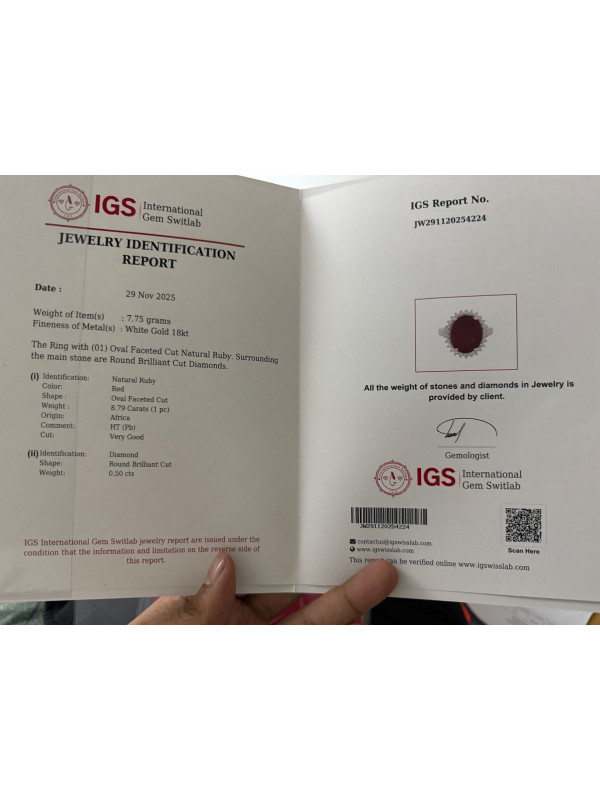 IGS International
Gem Switlab
JEWELRY IDENTIFICATION
REPORT
Date : 29 Nov 2025
Weight of Item(s) : 7.75 grams
Fineness of Metal(s) : White Gold 18kt
The Ring with (01) Oval Faceted Cut Natural Ruby. Surrounding
the main stone are Round Brilliant Cut Diamonds.
(i) Identification: Natural Ruby
Color: Red
Shape : Oval Faceted Cut
Weight : 8.79 Carats (1 pc)
Origin: Africa
Comment: HT (Pb)
Cut: Very Good
(ii) Identification: Diamond
Shape: Round Brilliant Cut
Weight: 0.50 cts
IGS International Gem Switlab jewelry report are issued under the
condition that the information and limitation on the reverse side of
this report.
IGS Report No.
JW291120254224
All the weight of stones and diamonds in Jewelry is
provided by client.
Gemologist
IGS International
Gem Switlab
JW291120254224
contactus@igswisslab.com
www.igswisslab.com
Scan Here
This report can be verified online www.igswisslab.com